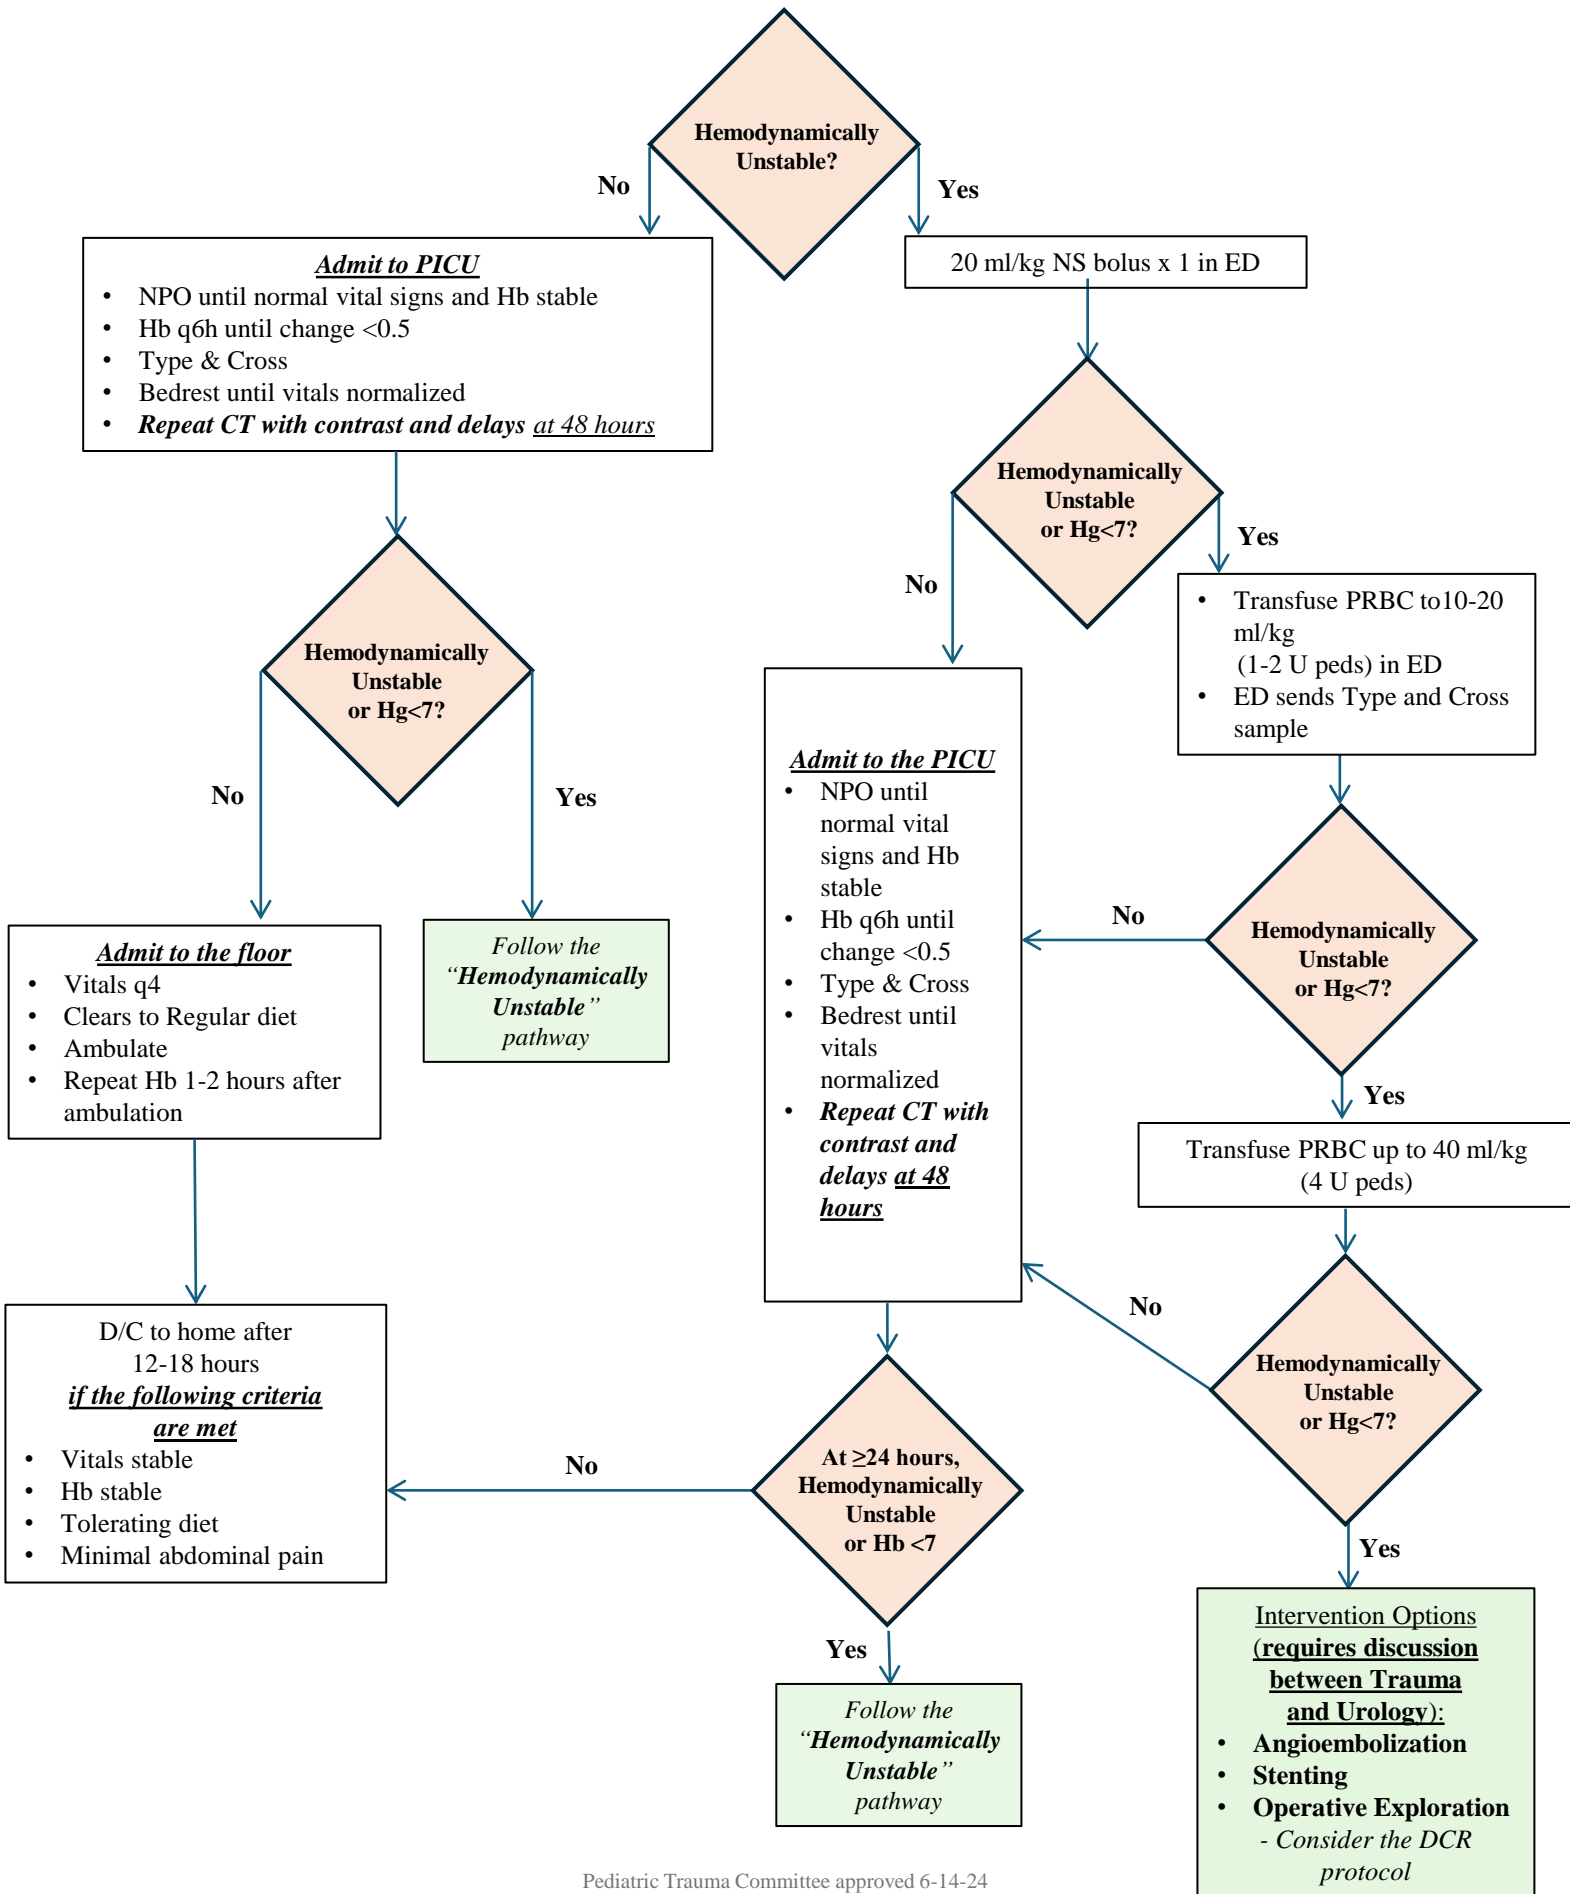 Hemodynamically
Unstable?
No
Yes
Admit to PICU
• NPO until normal vital signs and Hb stable
• Hb q6h until change <0.5
• Type & Cross
• Bedrest until vitals normalized
• Repeat CT with contrast and delays at 48 hours
20 ml/kg NS bolus x 1 in ED
Hemodynamically
Unstable
or Hg<7?
No
Yes
• Transfuse PRBC to10-20
ml/kg
(1-2 U peds) in ED
• ED sends Type and Cross
sample
Hemodynamically
Unstable
or Hg<7?
No
Yes
Admit to the PICU
• NPO until
normal vital
signs and Hb
stable
• Hb q6h until
change <0.5
• Type & Cross
• Bedrest until
vitals
normalized
• Repeat CT with
contrast and
delays at 48
hours
Hemodynamically
Unstable
or Hg<7?
No
Yes
Admit to the floor
• Vitals q4
• Clears to Regular diet
• Ambulate
• Repeat Hb 1-2 hours after
ambulation
Follow the
“Hemodynamically
Unstable”
pathway
Transfuse PRBC up to 40 ml/kg
(4 U peds)
Hemodynamically
Unstable
or Hg<7?
No
Yes
D/C to home after
12-18 hours
if the following criteria
are met
• Vitals stable
• Hb stable
• Tolerating diet
• Minimal abdominal pain
No
At ≥24 hours,
Hemodynamically
Unstable
or Hb <7
Yes
Follow the
“Hemodynamically
Unstable”
pathway
Intervention Options
(requires discussion
between Trauma
and Urology):
• Angioembolization
• Stenting
• Operative Exploration
- Consider the DCR
protocol
Pediatric Trauma Committee approved 6-14-24